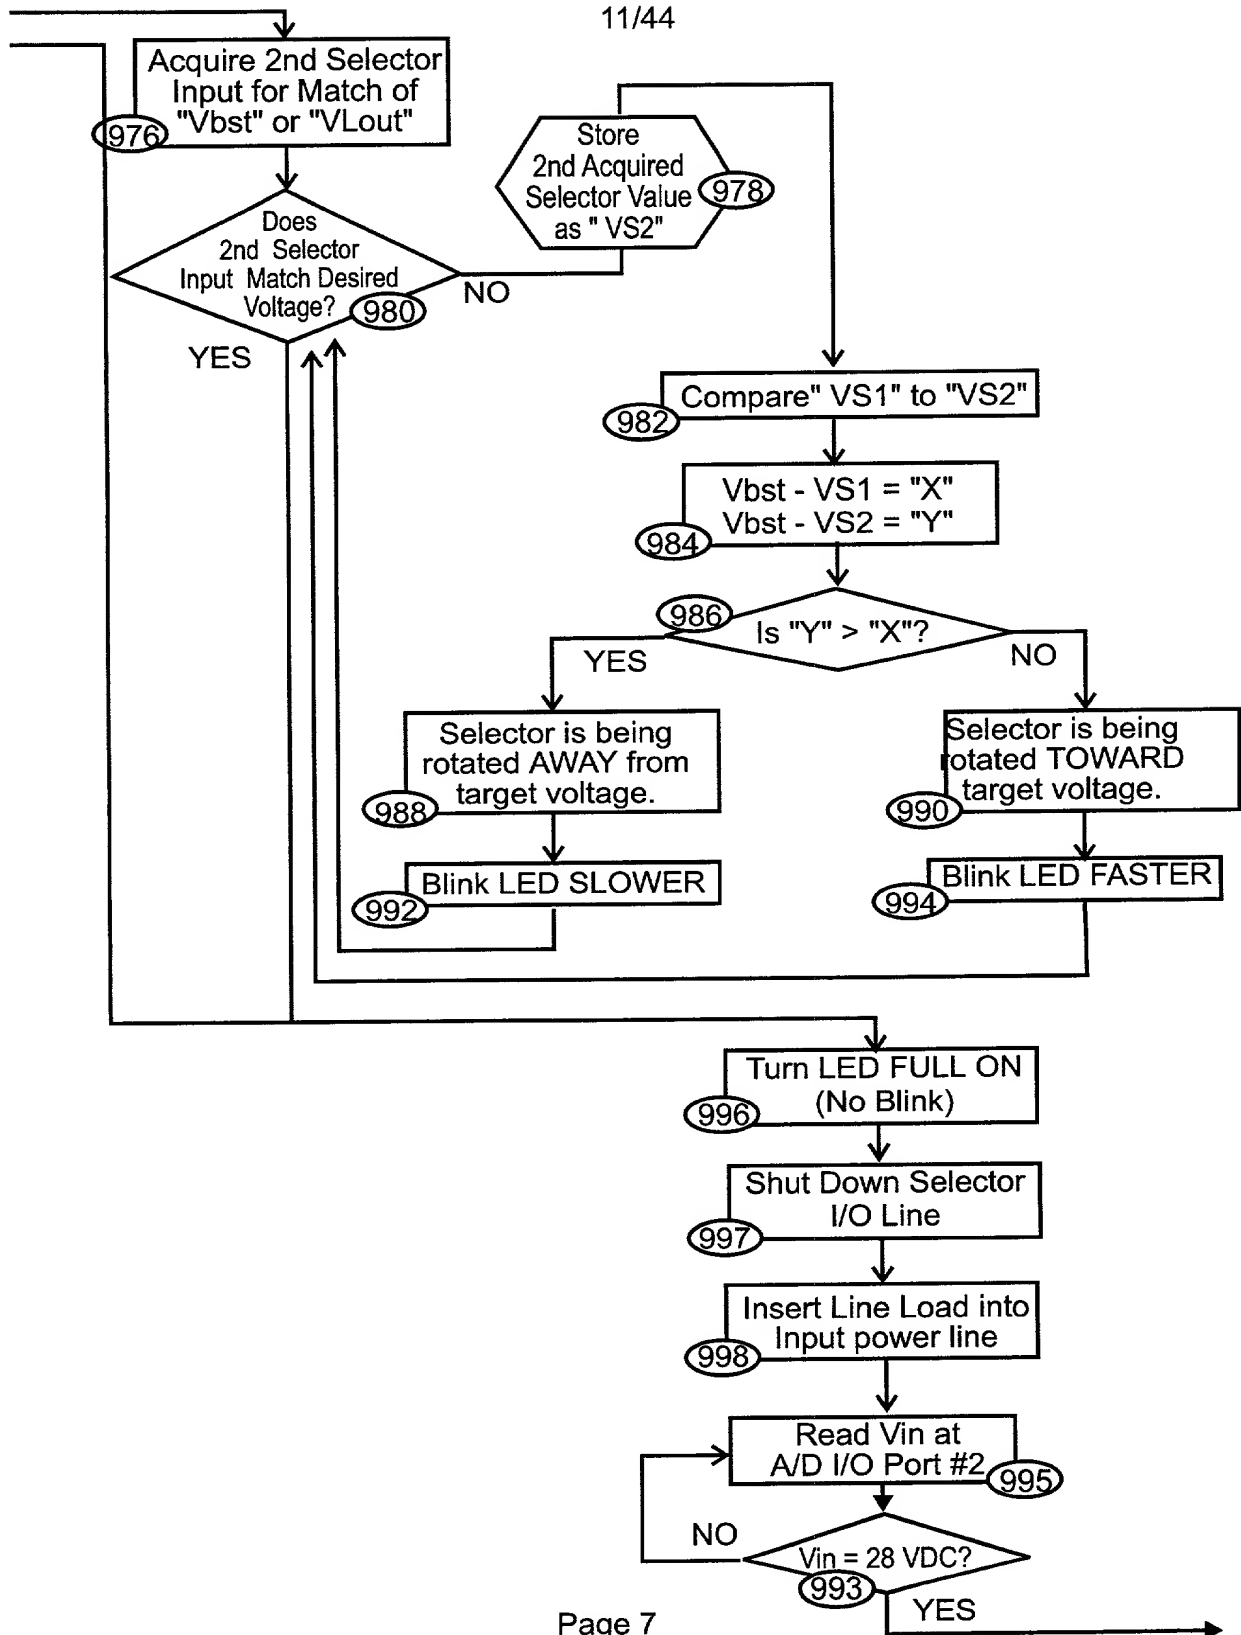 11/44
Acquire 2nd Selector
Input for Match of
"Vbst" or "VLout"
976
Store
2nd Acquired
Selector Value
as " VS2"
978
Does
2nd Selector
Input Match Desired
Voltage?
980
NO
YES
Compare" VS1" to "VS2"
982
Vbst - VS1 = "X"
Vbst - VS2 = "Y"
984
986
Is "Y" > "X"?
YES
NO
Selector is being
rotated AWAY from
target voltage.
988
Selector is being
rotated TOWARD
target voltage.
990
Blink LED SLOWER
992
Blink LED FASTER
994
Turn LED FULL ON
(No Blink)
996
Shut Down Selector
I/O Line
997
Insert Line Load into
Input power line
998
Read Vin at
A/D I/O Port #2
995
NO
Vin = 28 VDC?
993
YES
Page 7